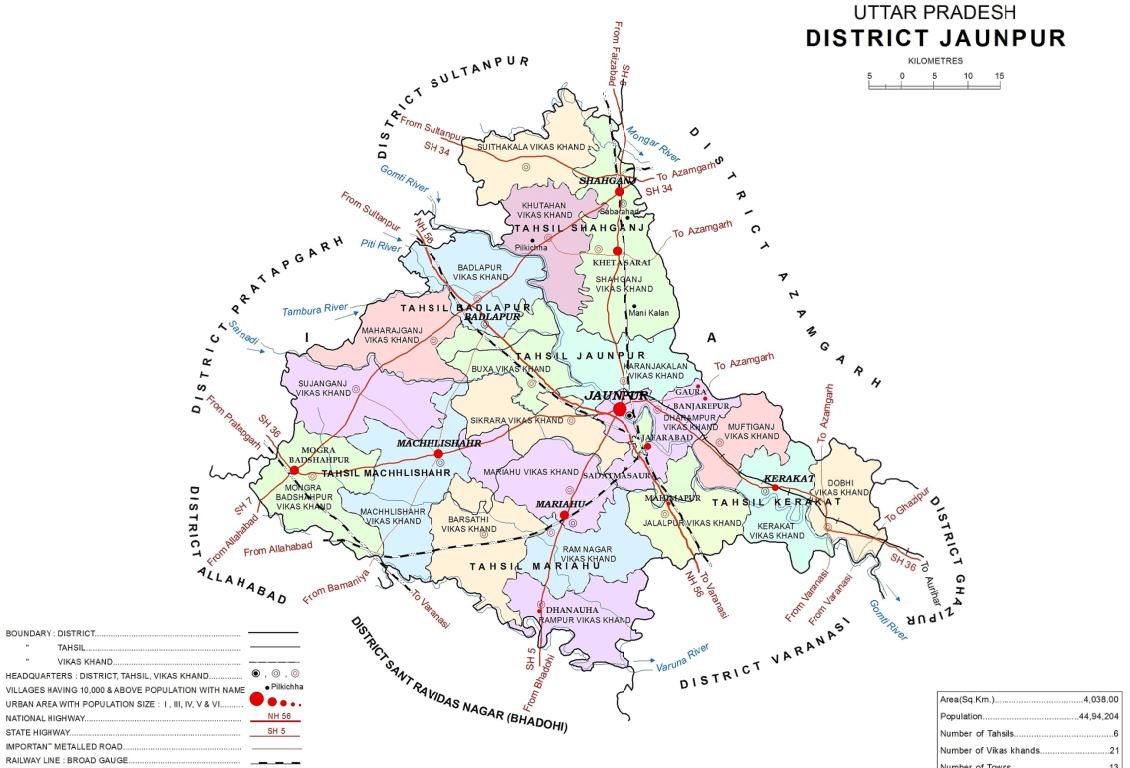 UTTAR PRADESH
DISTRICT JAUNPUR
KILOMETRES
5 0 5 10 15
DISTRICT SULTANPUR
From Faizabad
SH 5
From Sultanpur
SH 34
SUITHAKALA VIKAS KHAND
Mongar River
DISTRICT AZAMGARH
Gomti River
SHAHGANJ
To Azamgarh
SH 34
From Sultanpur
NH 56
KHUTAHAN
VIKAS KHAND
Sabarahad
TAHSIL SHAHGANJ
To Azamgarh
Piti River
Pilkichha
KHETASARAI
DISTRICT PRATAPGARH
BADLAPUR
VIKAS KHAND
SHAHGANJ
VIKAS KHAND
Tambura River
TAHSIL BADLAPUR
BADLAPUR
Mani Kalan
Sainadi
MAHARAJGANJ
VIKAS KHAND
I
A
TAHSIL JAUNPUR
To Azamgarh
BUXA VIKAS KHAND
KARANJAKALAN
VIKAS KHAND
SUJANGANJ
VIKAS KHAND
JAUNPUR
GAURA
BANJAREPUR
From Pratapgarh
SH 36
SIKRARA VIKAS KHAND
DHARAMPUR
VIKAS KHAND
MUFTIGANJ
VIKAS KHAND
To Azamgarh
MACHHLISHAHR
JAFARABAD
MOGRA
BADSHAHPUR
TAHSIL MACHHLISHAHR
MARIAHU VIKAS KHAND
SADATMASAURA
KERAKAT
DOBHI
VIKAS KHAND
MONGRA
BADSHAHPUR
VIKAS KHAND
MARIAHU
MAHIMAPUR
TAHSIL KERAKAT
To Ghazipur
SH 7
From Allahabad
MACHHLISHAHR
VIKAS KHAND
BARSATHI
VIKAS KHAND
JALALPUR VIKAS KHAND
KERAKAT
VIKAS KHAND
DISTRICT GHAZIPUR
From Allahabad
RAM NAGAR
VIKAS KHAND
SH 36
To Aurihar
TAHSIL MARIAHU
DISTRICT ALLAHABAD
From Bamaniya
To Varanasi
NH 56
To Varanasi
From Varanasi
From Varanasi
Gomti River
DHANAUHA
RAMPUR VIKAS KHAND
DISTRICT SANT RAVIDAS NAGAR (BHADOHI)
SH 5
From Bhadohi
Varuna River
DISTRICT VARANASI
BOUNDARY : DISTRICT
" TAHSIL
" VIKAS KHAND
HEADQUARTERS : DISTRICT, TAHSIL, VIKAS KHAND
VILLAGES HAVING 10,000 & ABOVE POPULATION WITH NAME Pilkichha
URBAN AREA WITH POPULATION SIZE : I, III, IV, V & VI
NATIONAL HIGHWAY NH 56
STATE HIGHWAY SH 5
IMPORTANT METALLED ROAD
RAILWAY LINE : BROAD GAUGE
Area(Sq.Km.) 4,038.00
Population 44,94,204
Number of Tahsils 6
Number of Vikas khands 21
Number of Towns 13